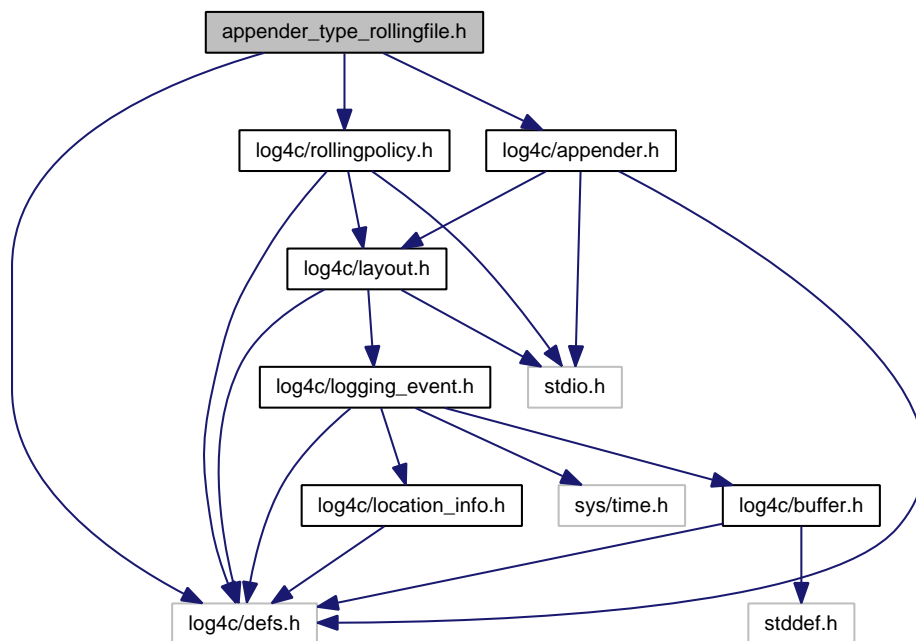 appender_type_rollingfile.h
log4c/rollingpolicy.h
log4c/appender.h
log4c/layout.h
log4c/logging_event.h
stdio.h
log4c/location_info.h
sys/time.h
log4c/buffer.h
log4c/defs.h
stddef.h